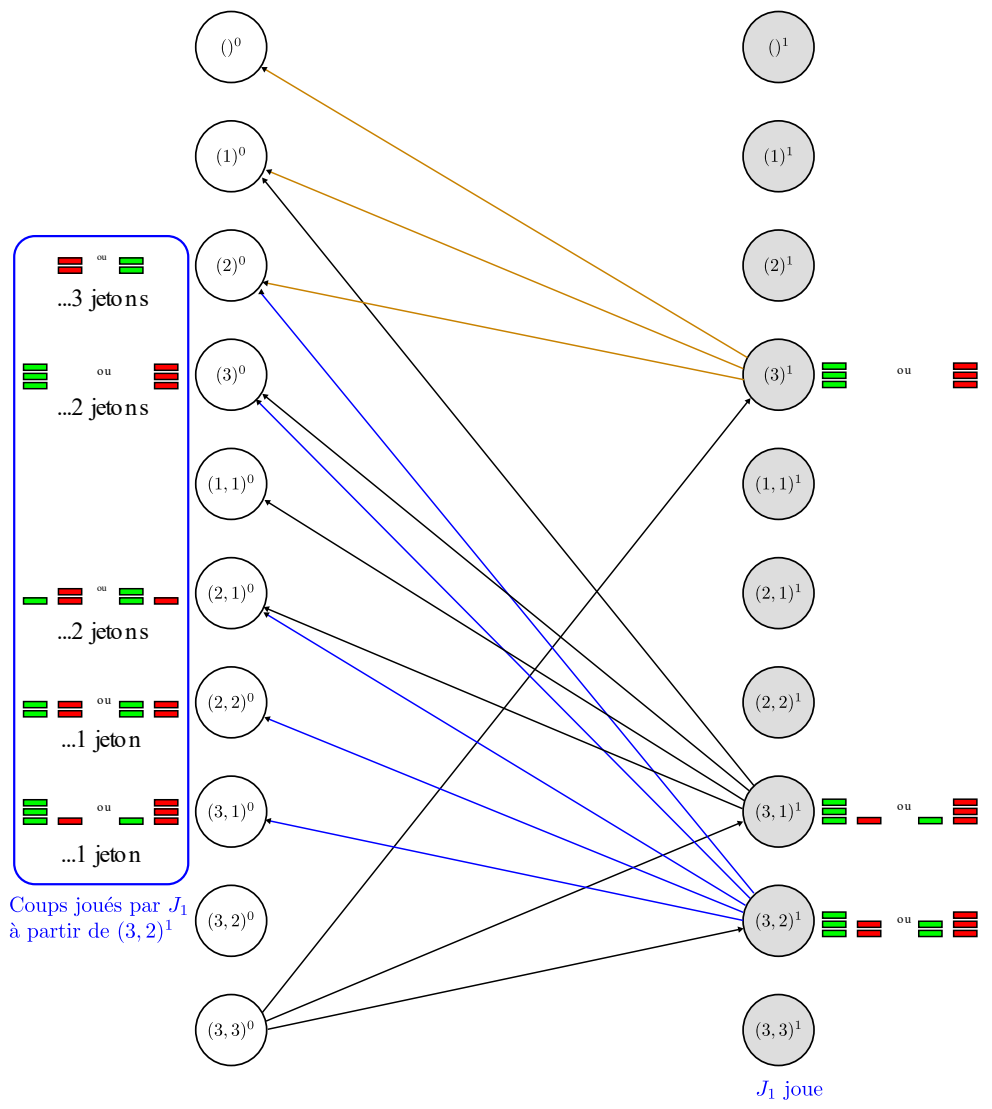 ()⁰ ()¹
(1)⁰ (1)¹
ou (2)⁰ (2)¹
...3 jetons
ou (3)⁰ (3)¹ ou
...2 jetons
(1, 1)⁰ (1, 1)¹
ou (2, 1)⁰ (2, 1)¹
...2 jetons
ou (2, 2)⁰ (2, 2)¹
...1 jeton
ou (3, 1)⁰ (3, 1)¹ ou
...1 jeton
Coups joués par J₁
à partir de (3, 2)¹
(3, 2)⁰ (3, 2)¹ ou
(3, 3)⁰ (3, 3)¹
J₁ joue